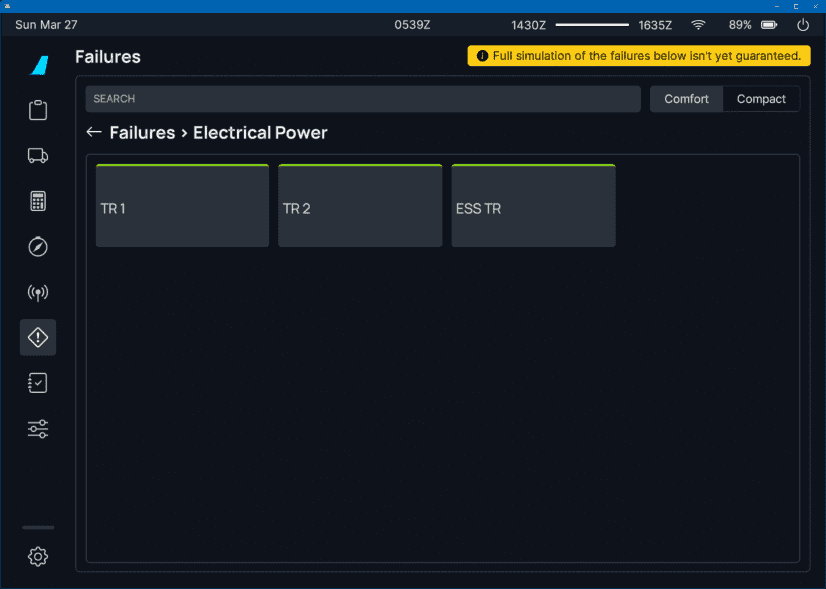 Sun Mar 27
0539Z
1430Z
1635Z
89%
Failures
Full simulation of the failures below isn't yet guaranteed.
SEARCH
Comfort
Compact
← Failures > Electrical Power
TR 1
TR 2
ESS TR